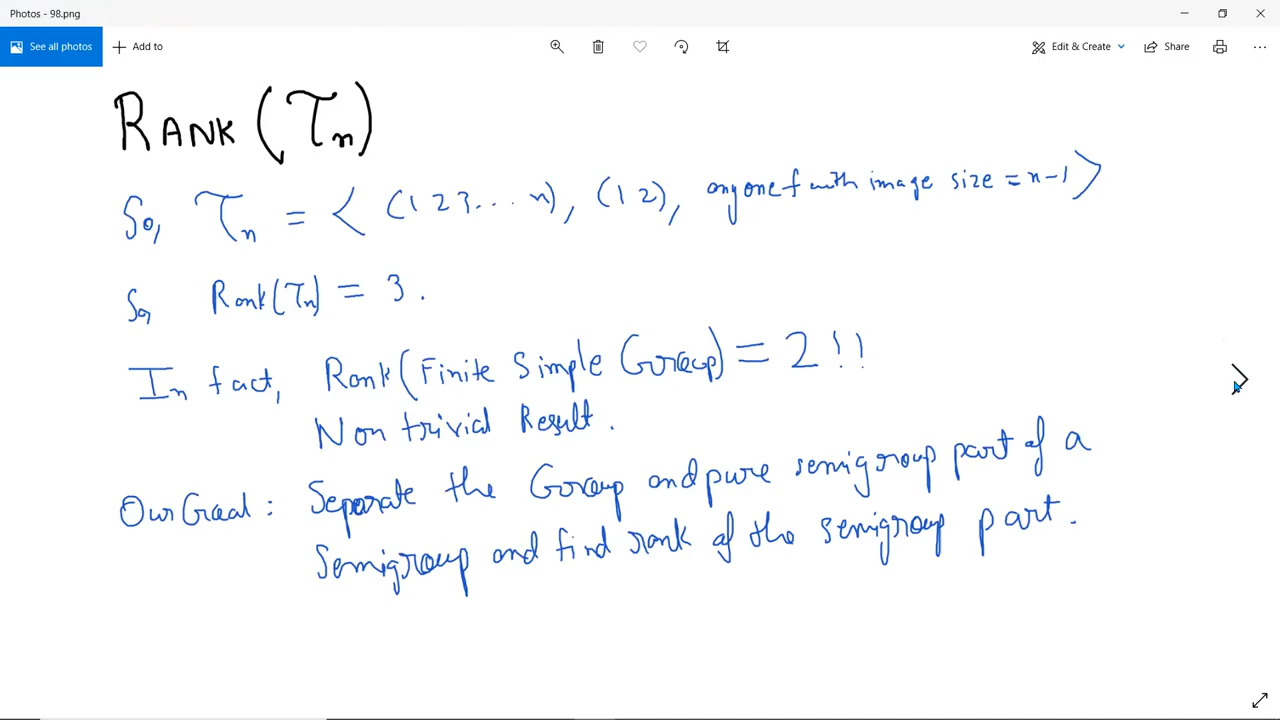 Photos - 98.png
See all photos
Add to
Edit & Create
Share
RANK (Tn)
So, Tn = < (1 2 3... n), (1 2), any one f with image size = n-1 >
So, Rank(Tn) = 3.
In fact, Rank(Finite Simple Group) = 2 !!
Non trivial Result.
Our Goal : Separate the Group and pure semigroup part of a
Semigroup and find rank of the semigroup part.